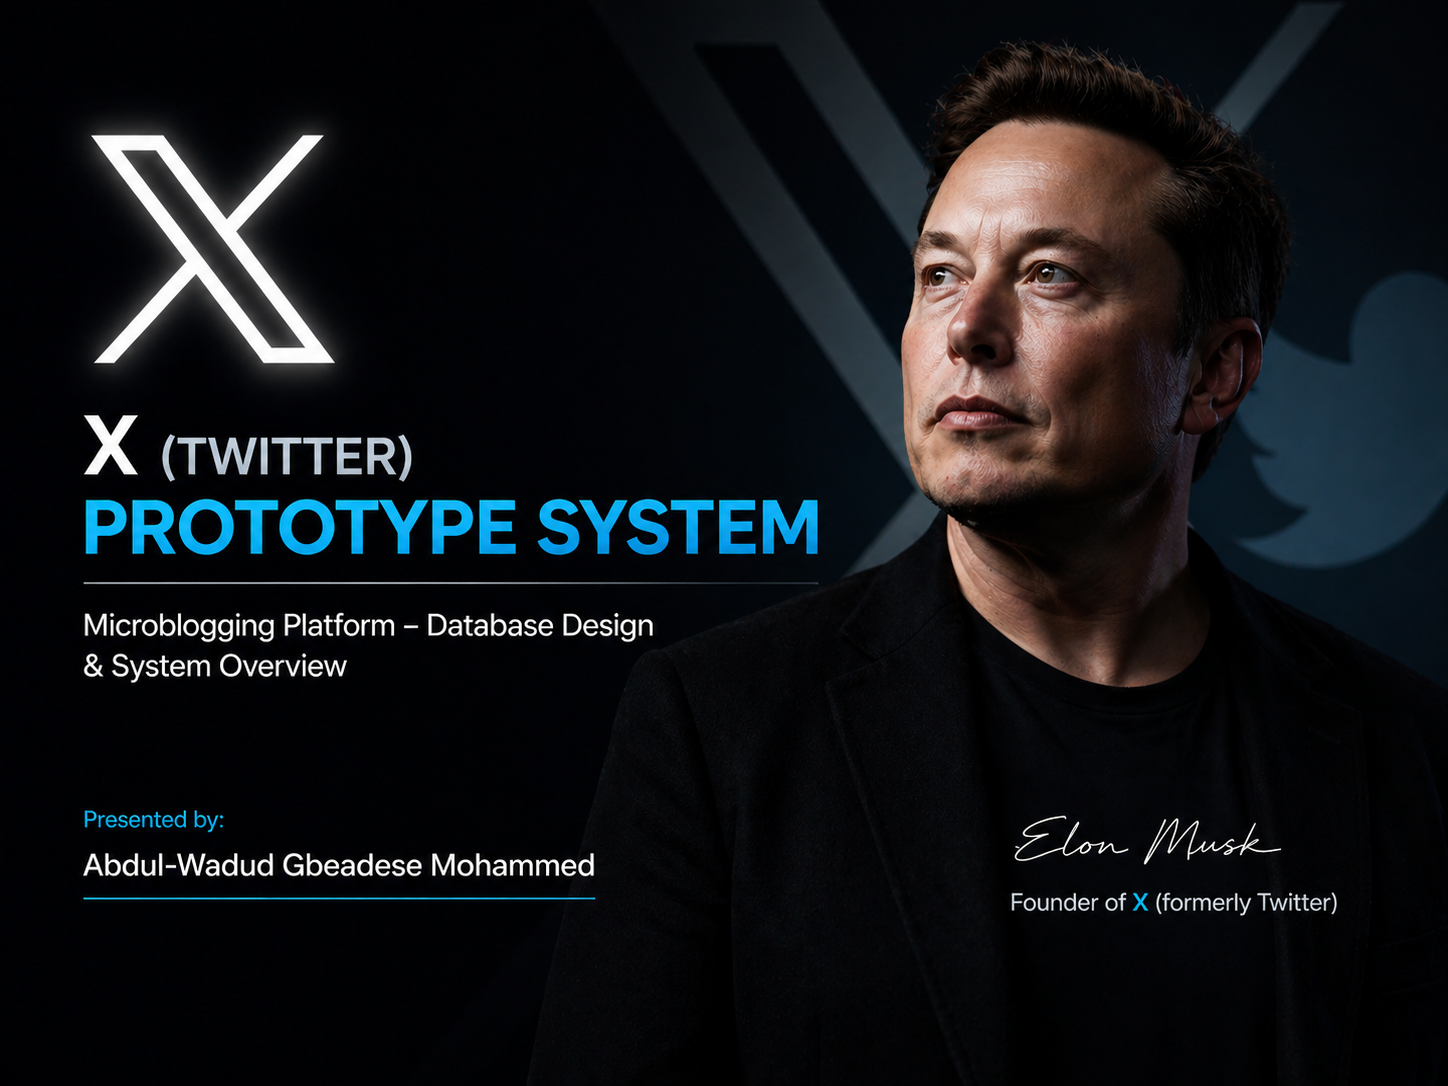 X (TWITTER)
PROTOTYPE SYSTEM
Microblogging Platform – Database Design
& System Overview
Presented by:
Abdul-Wadud Gbeadese Mohammed
Elon Musk
Founder of X (formerly Twitter)